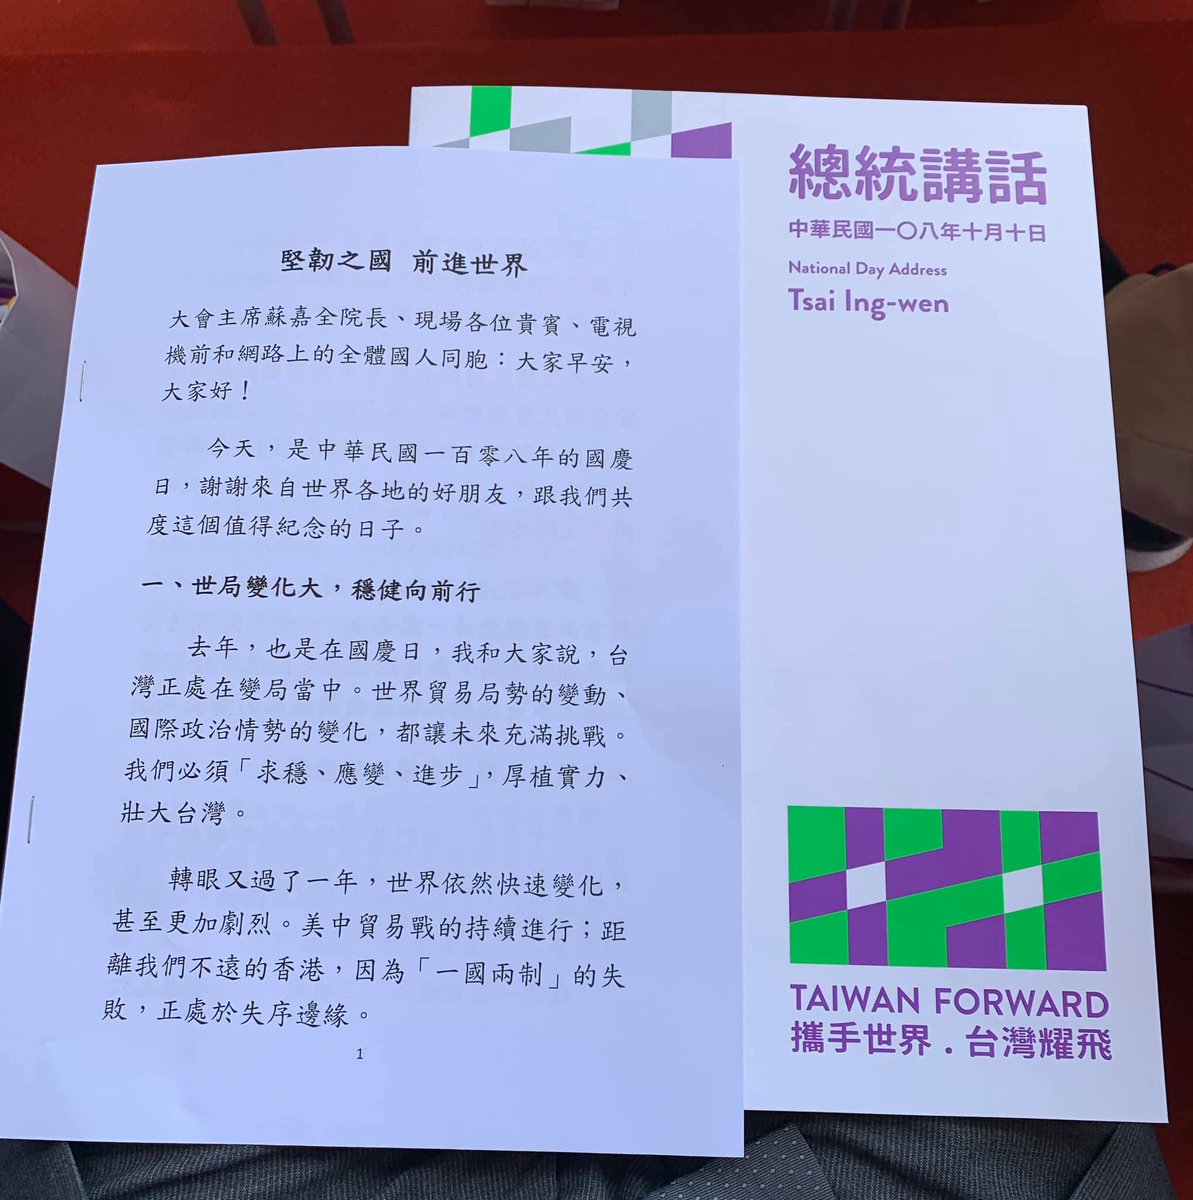 堅韌之國 前進世界
大會主席蘇嘉全院長、現場各位貴賓、電視
機前和網路上的全體國人同胞：大家早安，
大家好！
今天，是中華民國一百零八年的國慶
日，謝謝來自世界各地的好朋友，跟我們共
度這個值得紀念的日子。
一、世局變化大，穩健向前行
去年，也是在國慶日，我和大家說，台
灣正處在變局當中。世界貿易局勢的變動、
國際政治情勢的變化，都讓未來充滿挑戰。
我們必須「求穩、應變、進步」，厚植實力、
壯大台灣。
轉眼又過了一年，世界依然快速變化，
甚至更加劇烈。美中貿易戰的持續進行；距
離我們不遠的香港，因為「一國兩制」的失
敗，正處於失序邊緣。
1
總統講話
中華民國一〇八年十月十日
National Day Address
Tsai Ing-wen
TAIWAN FORWARD
攜手世界．台灣耀飛